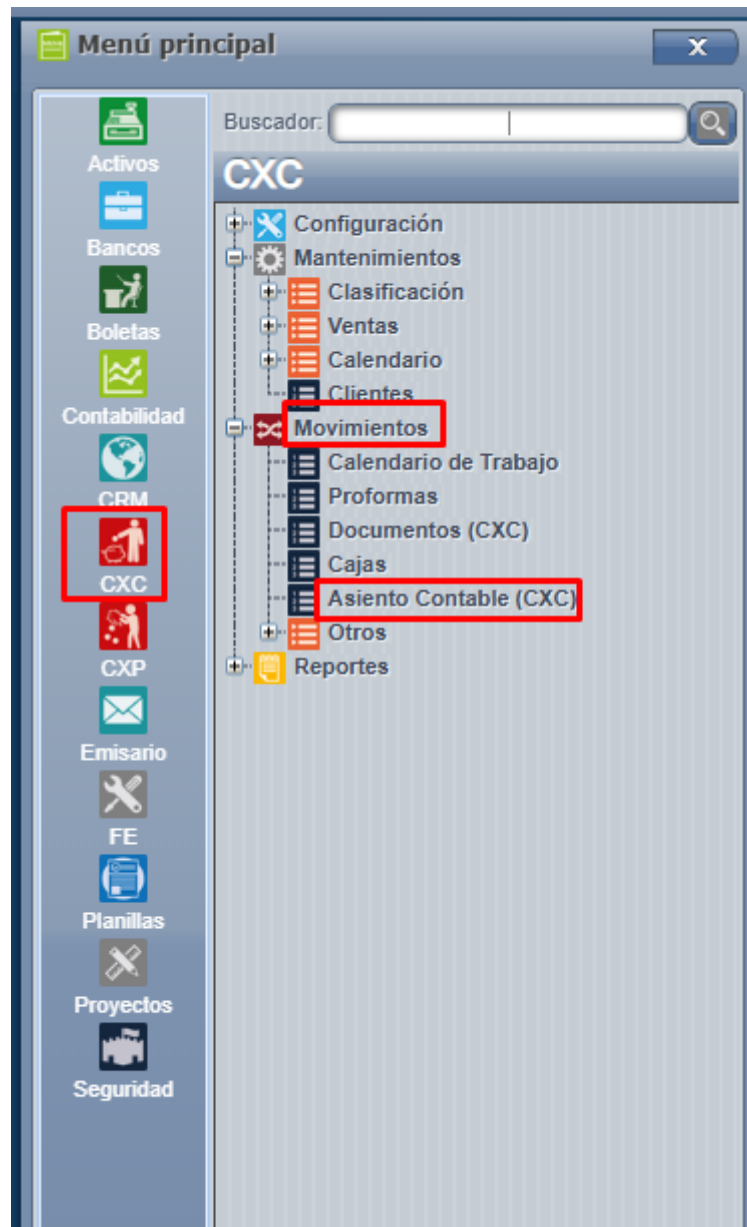 Menú principal
x
Activos
Bancos
Boletas
Contabilidad
CRM
CXC
CXP
Emisario
FE
Planillas
Proyectos
Seguridad
Buscador:
CXC
Configuración
Mantenimientos
Clasificación
Ventas
Calendario
Clientes
Movimientos
Calendario de Trabajo
Proformas
Documentos (CXC)
Cajas
Asiento Contable (CXC)
Otros
Reportes